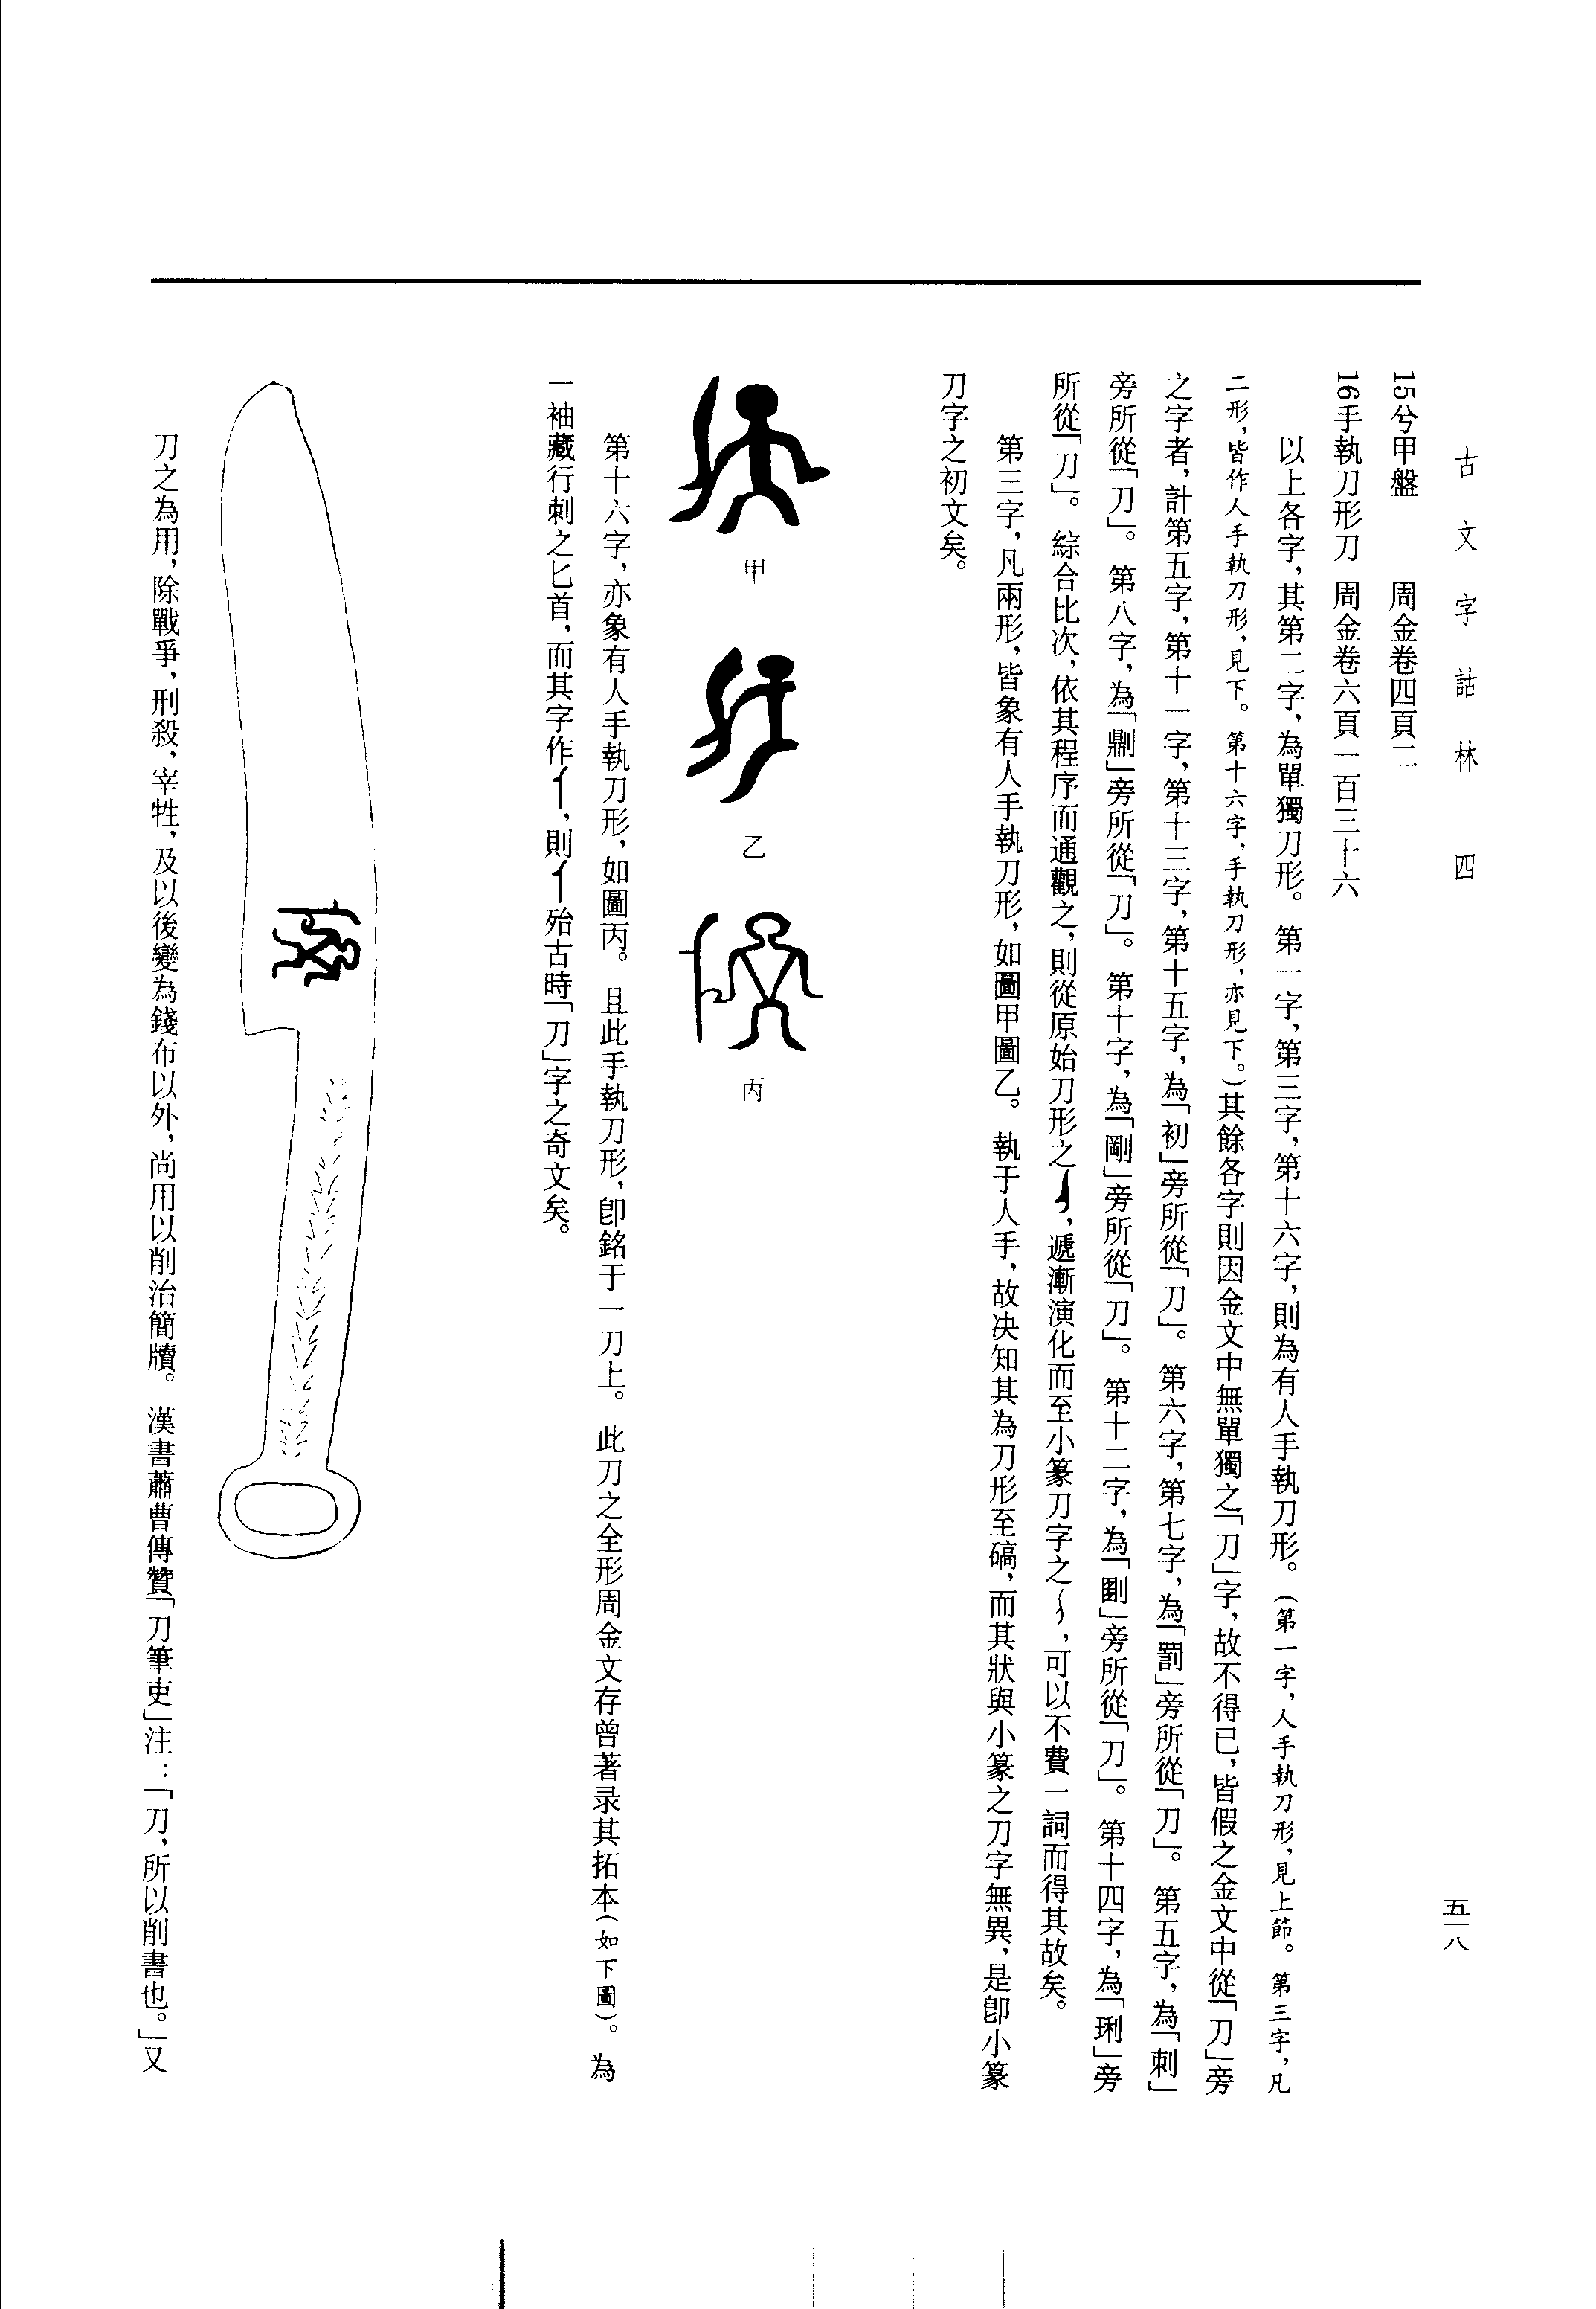 古文字詁林 四
五一八
15兮甲盤 周金卷四頁二
16手執刀形刀 周金卷六頁一百三十六
以上各字，其第二字，為單獨刀形。第一字，第三字，第十六字，則為有人手執刀形。（第一字，人手執刀形，見上節。第三字，凡
二形，皆作人手執刀形，見下。第十六字，手執刀形，亦見下。）其餘各字則因金文中無單獨之「刀」字，故不得已，皆假之金文中從「刀」旁
之字者，計第五字，第十一字，第十三字，第十五字，為「初」旁所從「刀」。第六字，第七字，為「罰」旁所從「刀」。第五字，為「刺」
旁所從「刀」。第八字，為「鼎刂」旁所從「刀」。第十字，為「剛」旁所從「刀」。第十二字，為「」旁所從「刀」。第十四字，為「琍」旁
所從「刀」。綜合比次，依其程序而通觀之，則從原始刀形之，遞漸演化而至小篆刀字之，可以不費一詞而得其故矣。
第三字，凡兩形，皆象有人手執刀形，如圖甲圖乙。執于人手，故决知其為刀形至碻，而其狀與小篆之刀字無異，是卽小篆
刀字之初文矣。
甲
乙
丙
第十六字，亦象有人手執刀形，如圖丙。且此手執刀形，卽銘于一刀上。此刀之全形周金文存曾著录其拓本（如下圖）。為
一袖藏行刺之匕首，而其字作，則殆古時「刀」字之奇文矣。
刀之為用，除戰爭，刑殺，宰牲，及以後變為錢布以外，尚用以削治簡牘。漢書蕭曹傳贊「刀筆吏」注：「刀，所以削書也。」又